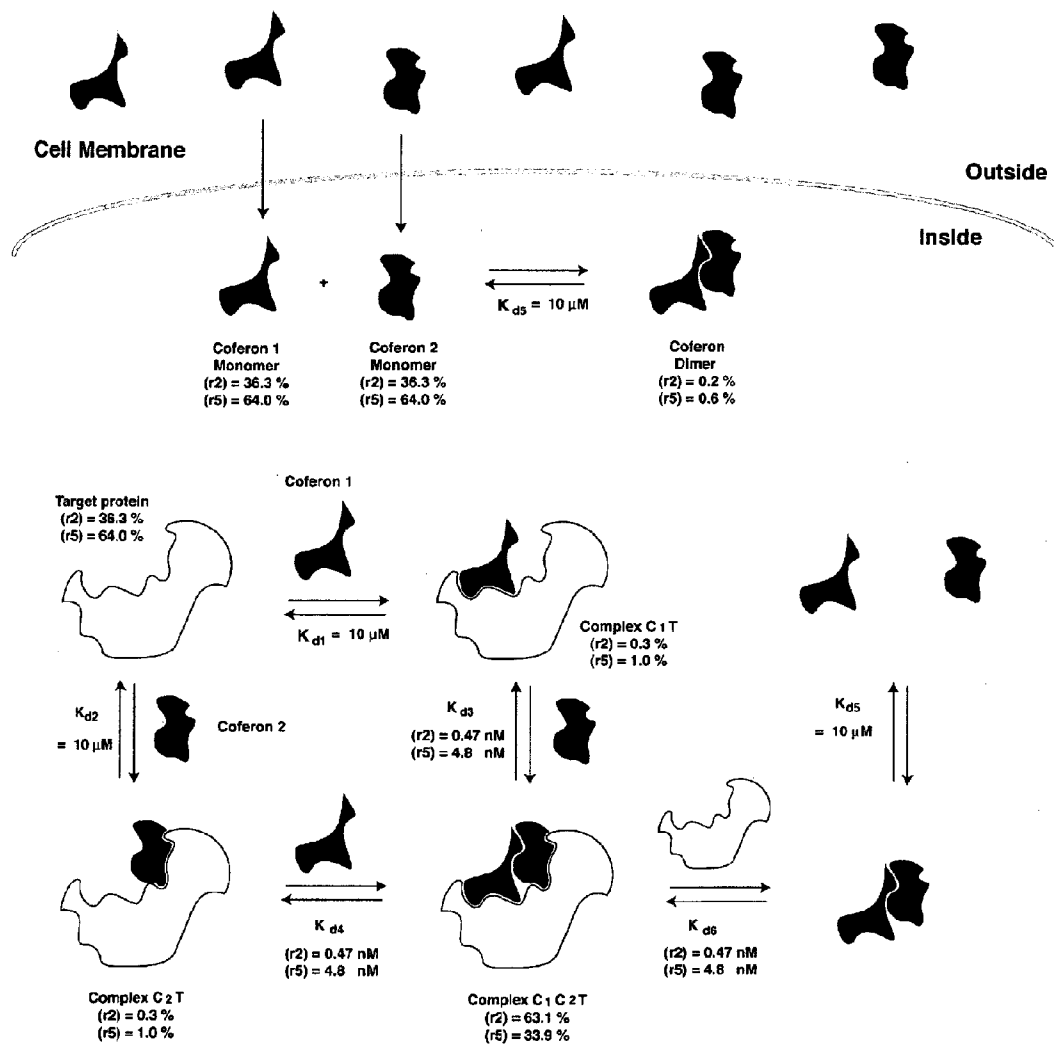 Cell Membrane
Outside
Inside
+
K d5 = 10 µM
Coferon 1
Monomer
(r2) = 36.3 %
(r5) = 64.0 %
Coferon 2
Monomer
(r2) = 36.3 %
(r5) = 64.0 %
Coferon
Dimer
(r2) = 0.2 %
(r5) = 0.6 %
Target protein
(r2) = 36.3 %
(r5) = 64.0 %
Coferon 1
K d1 = 10 µM
Complex C 1 T
(r2) = 0.3 %
(r5) = 1.0 %
K d2
= 10 µM
Coferon 2
K d3
(r2) = 0.47 nM
(r5) = 4.8 nM
K d5
= 10 µM
K d4
(r2) = 0.47 nM
(r5) = 4.8 nM
K d6
(r2) = 0.47 nM
(r5) = 4.8 nM
Complex C 2 T
(r2) = 0.3 %
(r5) = 1.0 %
Complex C 1 C 2 T
(r2) = 63.1 %
(r5) = 33.9 %